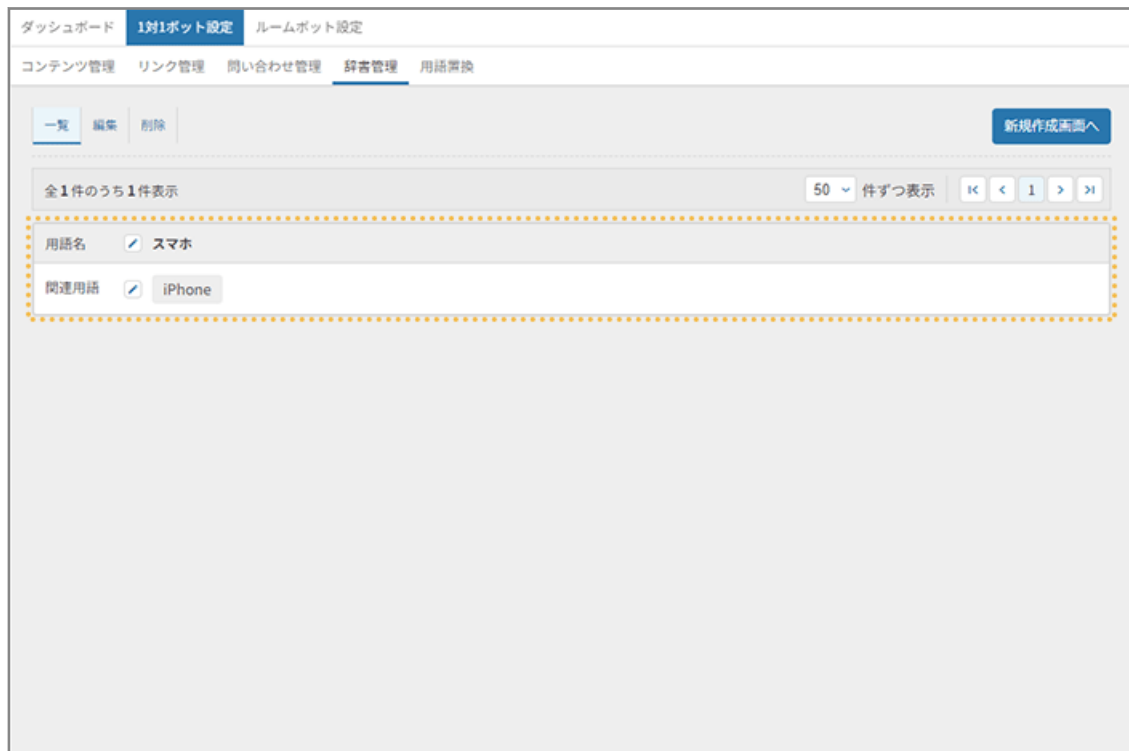 ダッシュボード 1対1ボット設定 ルームボット設定
コンテンツ管理 リンク管理 問い合わせ管理 辞書管理 用語置換
一覧 編集 削除 新規作成画面へ
全1件のうち1件表示 50 件ずつ表示 1
用語名 スマホ
関連用語 iPhone